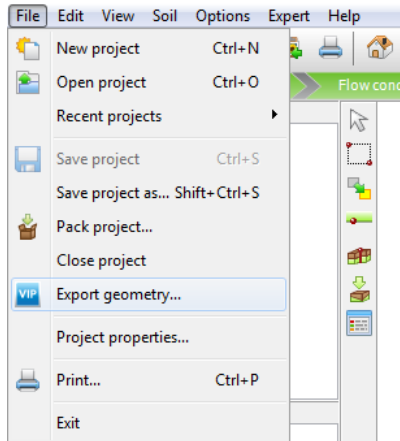 File Edit View Soil Options Expert Help
New project Ctrl+N
Open project Ctrl+O
Flow conc
Recent projects
Save project Ctrl+S
Save project as... Shift+Ctrl+S
Pack project...
Close project
VIP Export geometry...
Project properties...
Print... Ctrl+P
Exit